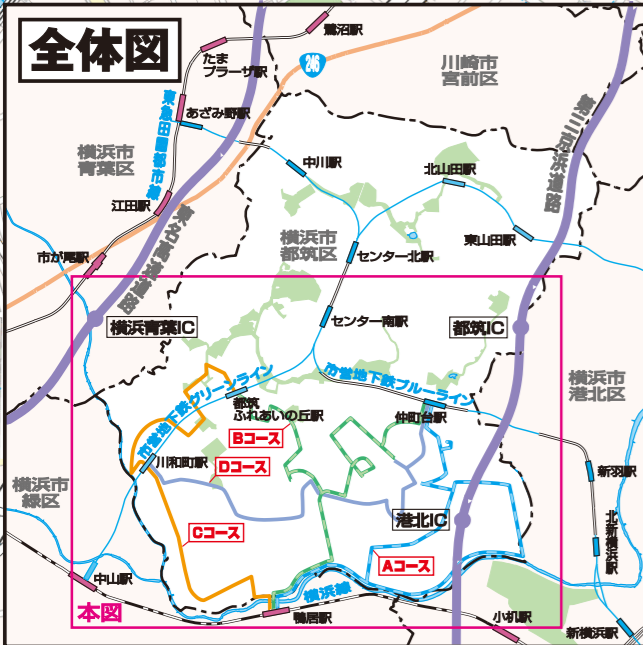 全体図
鷺沼駅
たま
プラーザ駅
246
川崎市
宮前区
東急田園都市線
あざみ野駅
第三京浜道路
横浜市
青葉区
中川駅
北山田駅
江田駅
東名高速道路
横浜市
都筑区
東山田駅
市が尾駅
センター北駅
横浜青葉IC
センター南駅
都筑IC
市営地下鉄グリーンライン
市営地下鉄ブルーライン
横浜市
港北区
都筑
ふれあいの丘駅
仲町台駅
Bコース
川和町駅
Dコース
新羽駅
横浜市
緑区
港北IC
北新横浜駅
Cコース
Aコース
中山駅
横浜線
本図
鴨居駅
小机駅
新横浜駅